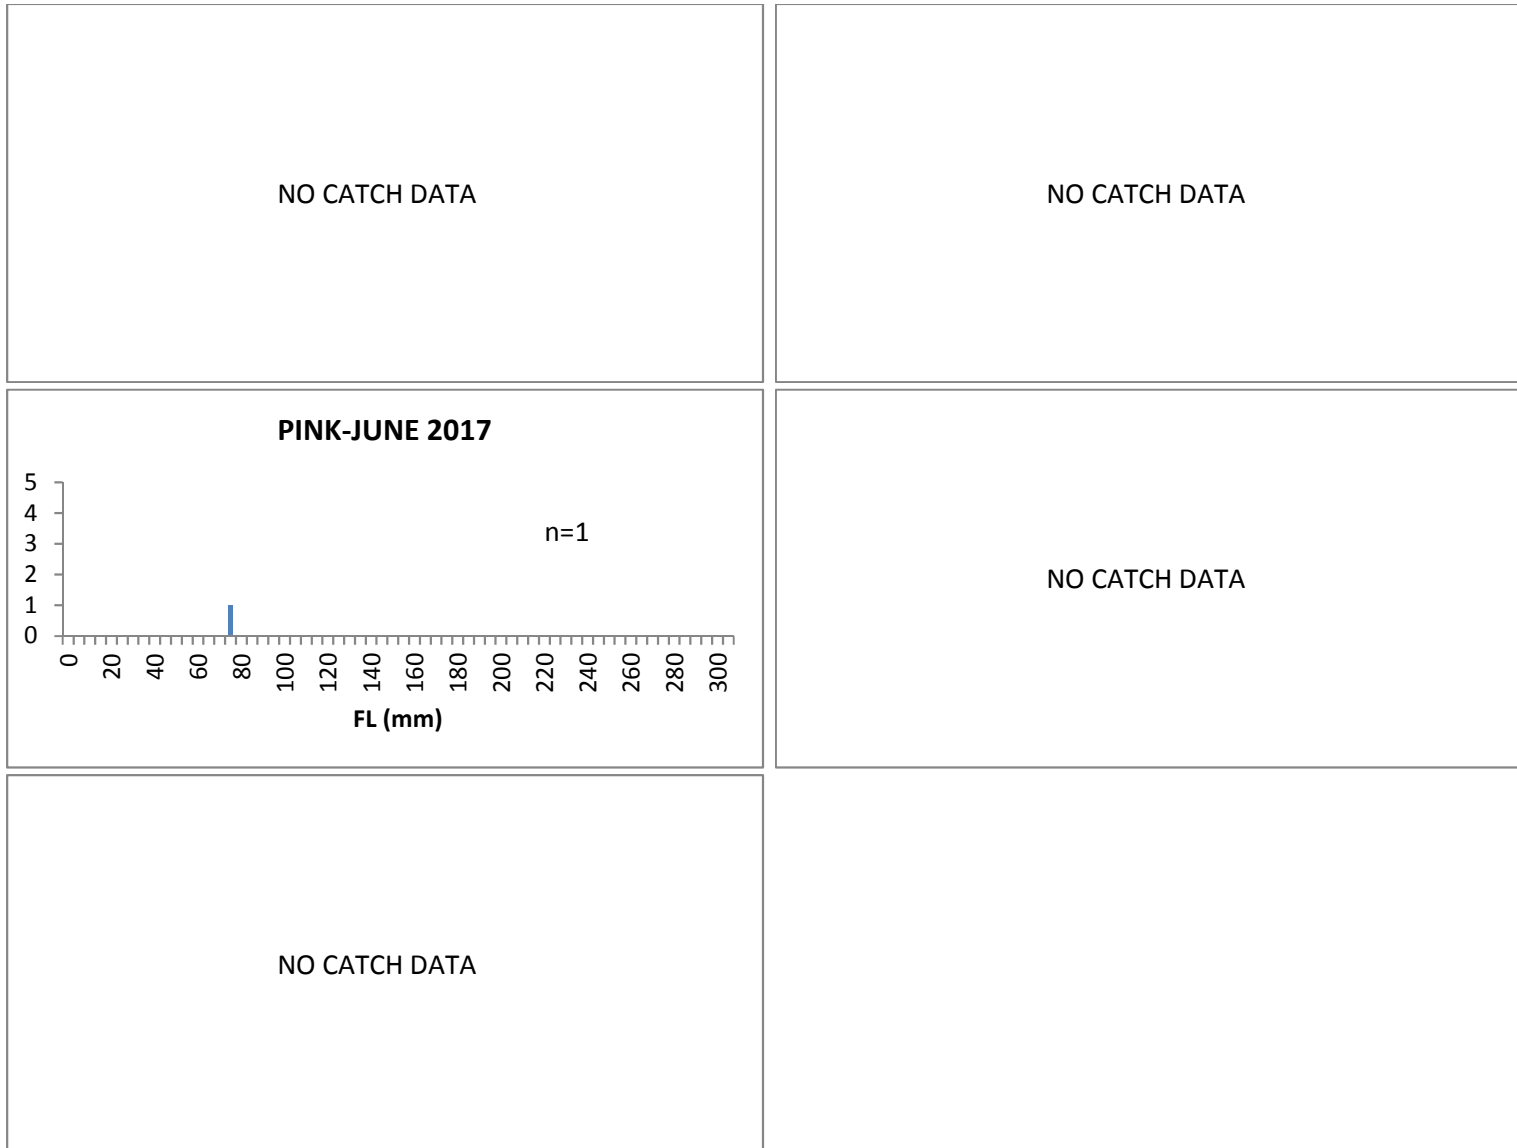 NO CATCH DATA
NO CATCH DATA
PINK-JUNE 2017
5
4
3
2
1
0
n=1
0 20 40 60 80 100 120 140 160 180 200 220 240 260 280 300
FL (mm)
NO CATCH DATA
NO CATCH DATA